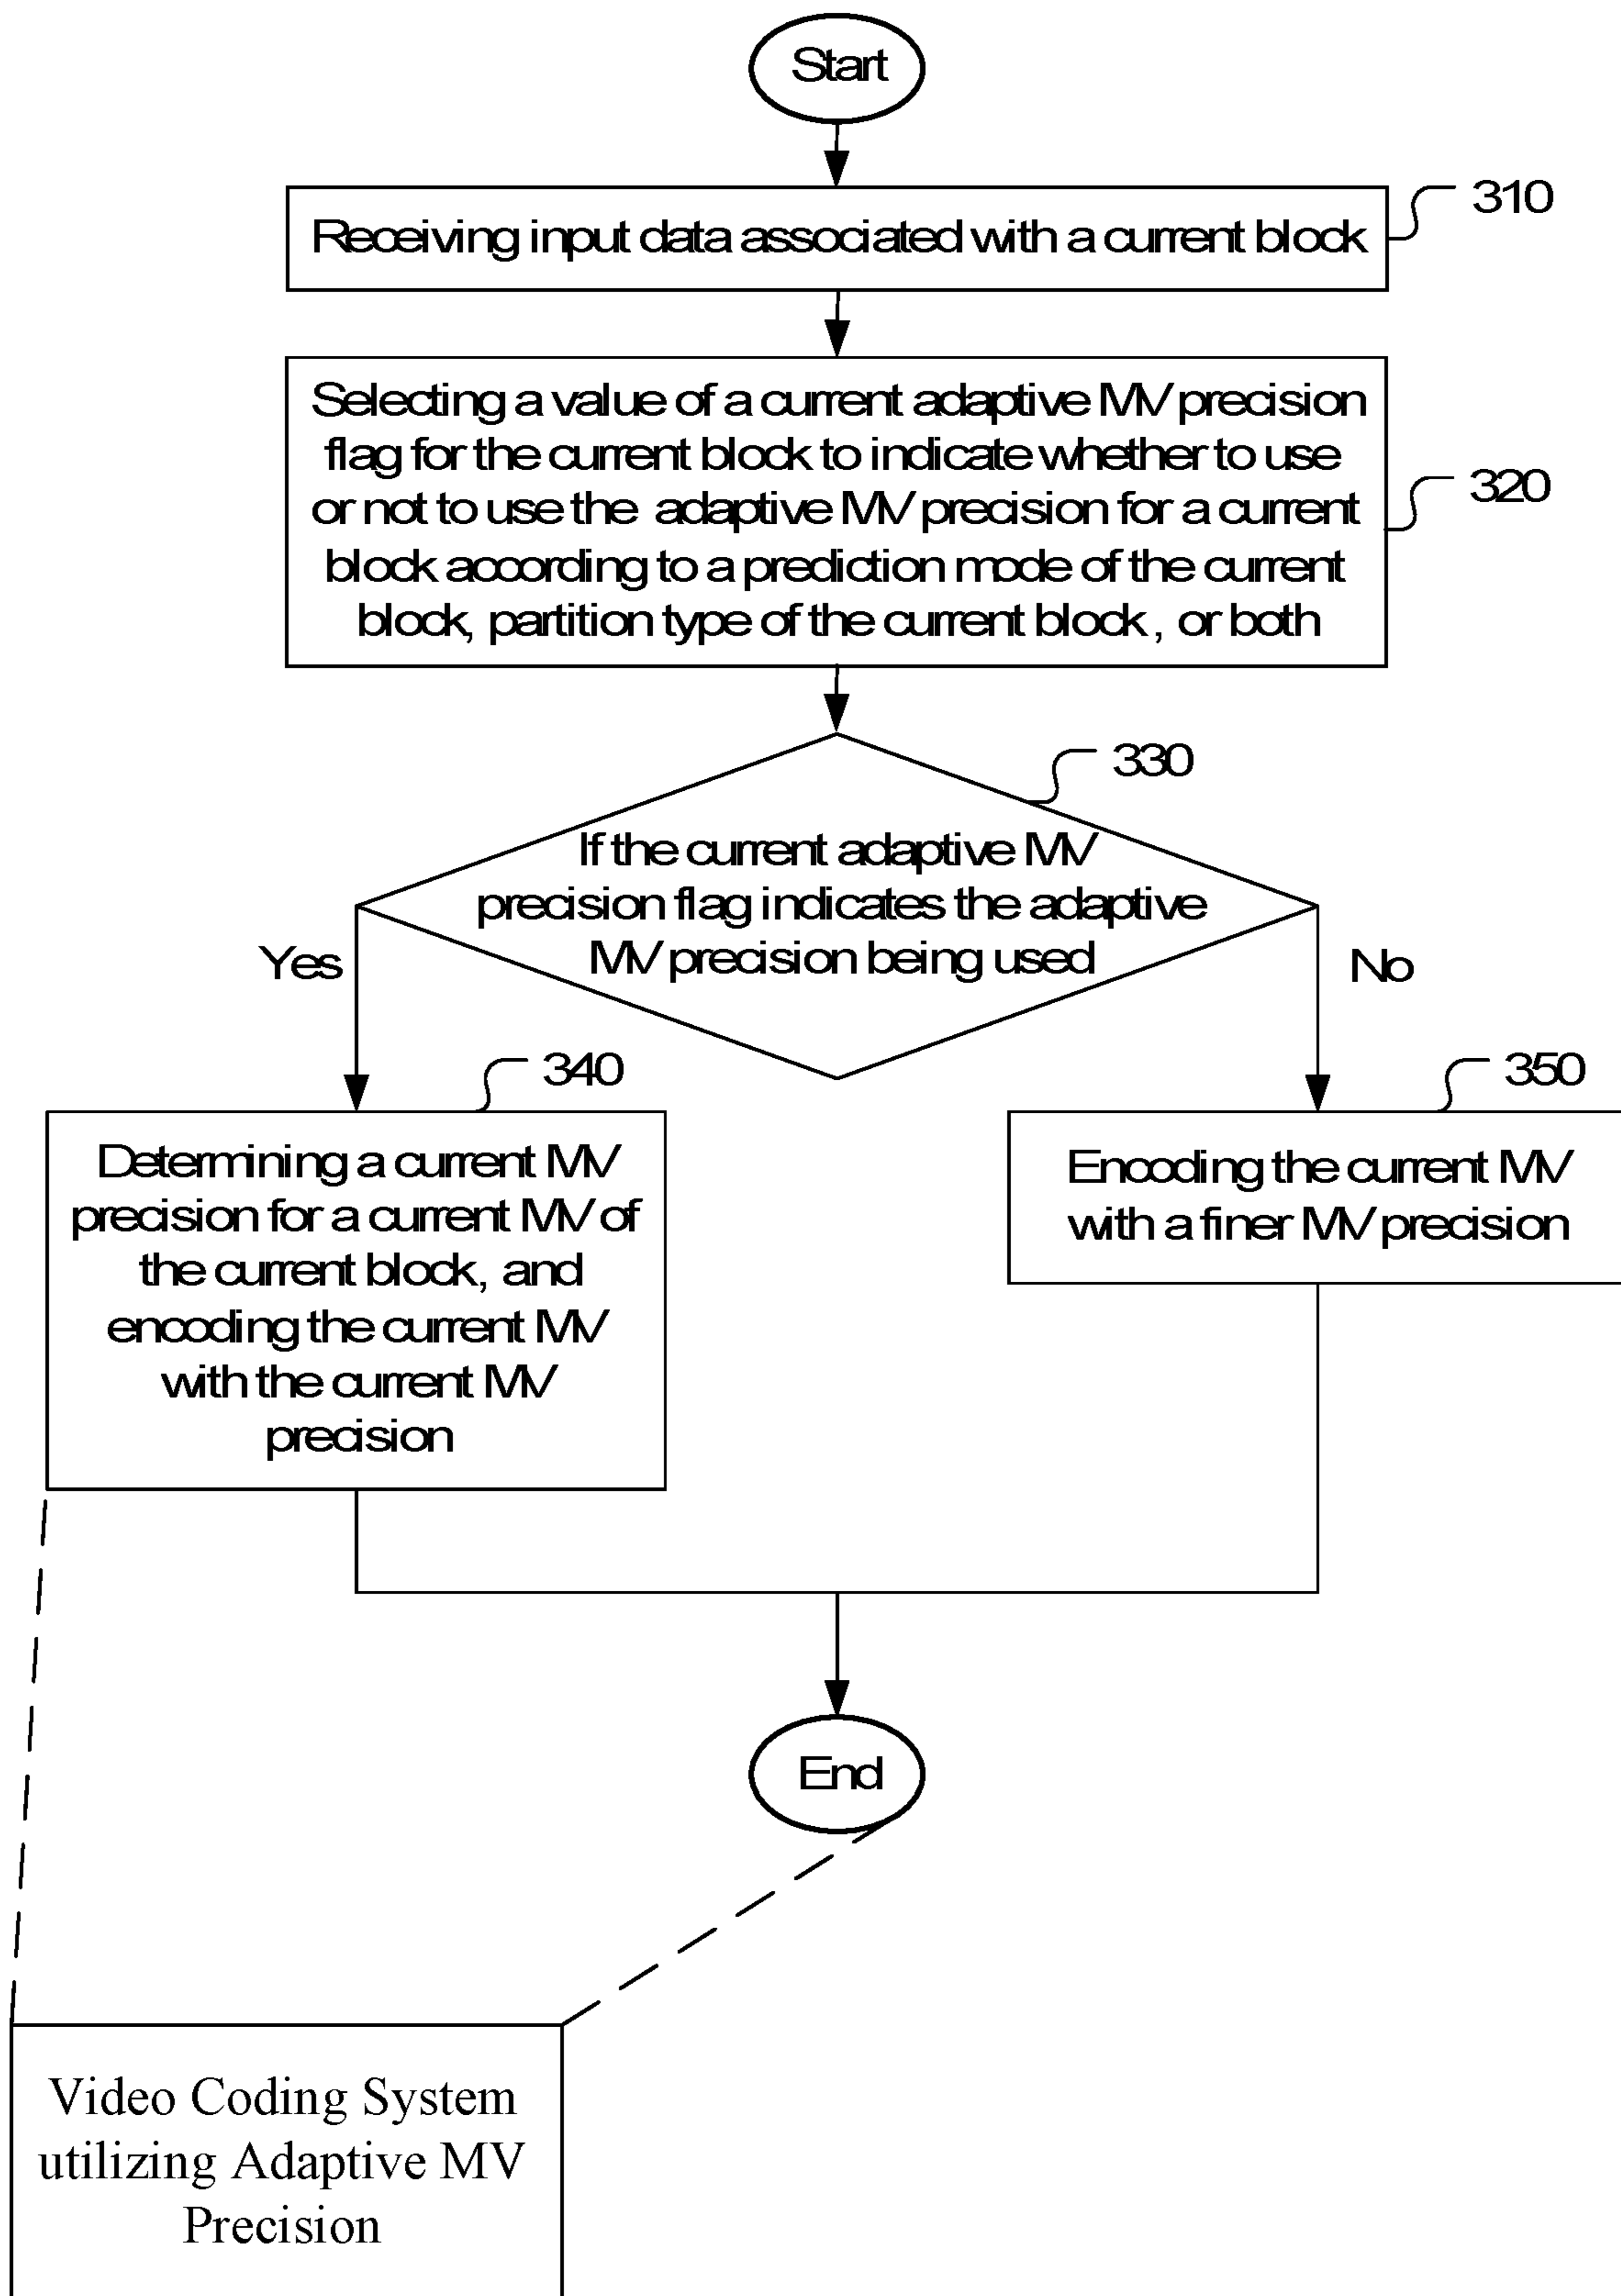 Start
310
Receiving input data associated with a current block
Selecting a value of a current adaptive MV precision
flag for the current block to indicate whether to use
or not to use the adaptive MV precision for a current
block according to a prediction mode of the current
block, partition type of the current block, or both
320
330
If the current adaptive MV
precision flag indicates the adaptive
MV precision being used
Yes
No
340
350
Determining a current MV
precision for a current MV of
the current block, and
encoding the current MV
with the current MV
precision
Encoding the current MV
with a finer MV precision
End
Video Coding System
utilizing Adaptive MV
Precision